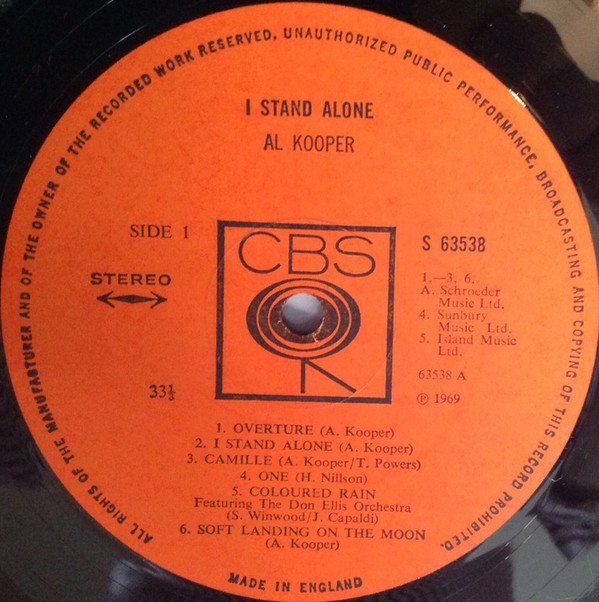 ALL RIGHTS OF THE MANUFACTURER AND OF THE OWNER OF THE RECORDED WORK RESERVED. UNAUTHORIZED PUBLIC PERFORMANCE, BROADCASTING AND COPYING OF THIS RECORD PROHIBITED.
I STAND ALONE
AL KOOPER
SIDE 1
STEREO
33⅓
CBS
S 63538
1,—3. 6.
A. Schroeder
Music Ltd.
4. Sunbury
Music Ltd.
5. Island Music
Ltd.
63538 A
℗ 1969
1. OVERTURE (A. Kooper)
2. I STAND ALONE (A. Kooper)
3. CAMILLE (A. Kooper/T. Powers)
4. ONE (H. Nillson)
5. COLOURED RAIN
Featuring The Don Ellis Orchestra
(S. Winwood/J. Capaldi)
6. SOFT LANDING ON THE MOON
(A. Kooper)
MADE IN ENGLAND